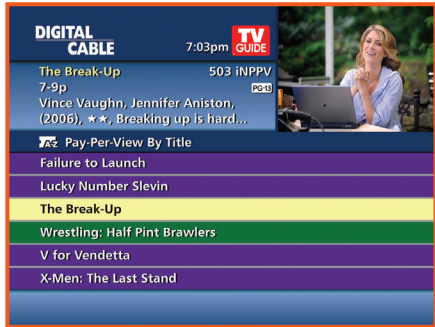 DIGITAL
CABLE
7:03pm
TV
GUIDE
The Break-Up 503 iNPPV
7-9p PG-13
Vince Vaughn, Jennifer Aniston,
(2006), ★★, Breaking up is hard...
A-Z Pay-Per-View By Title
Failure to Launch
Lucky Number Slevin
The Break-Up
Wrestling: Half Pint Brawlers
V for Vendetta
X-Men: The Last Stand